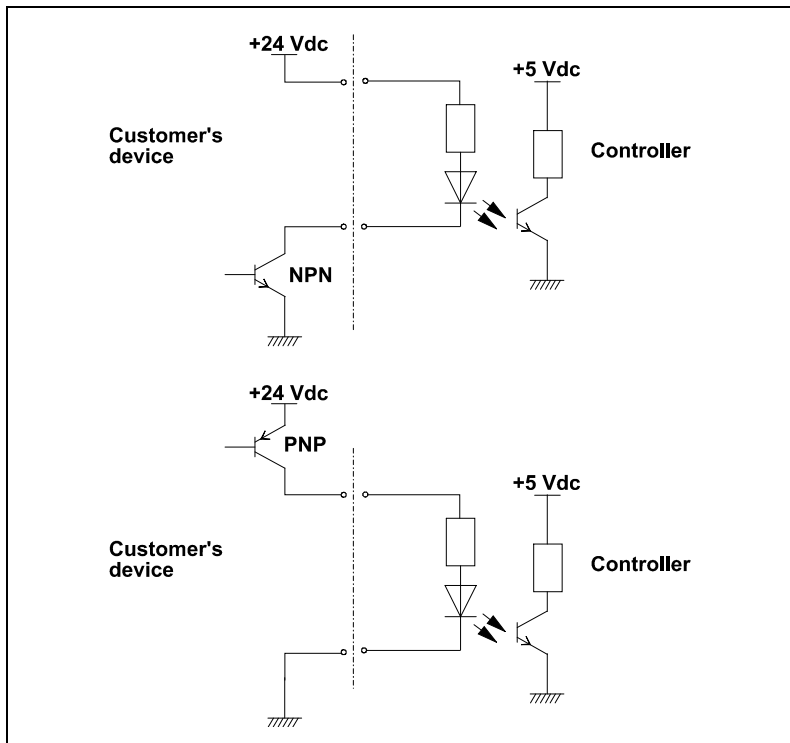 +24 Vdc
+5 Vdc
Customer's
device
Controller
NPN
+24 Vdc
PNP
+5 Vdc
Customer's
device
Controller